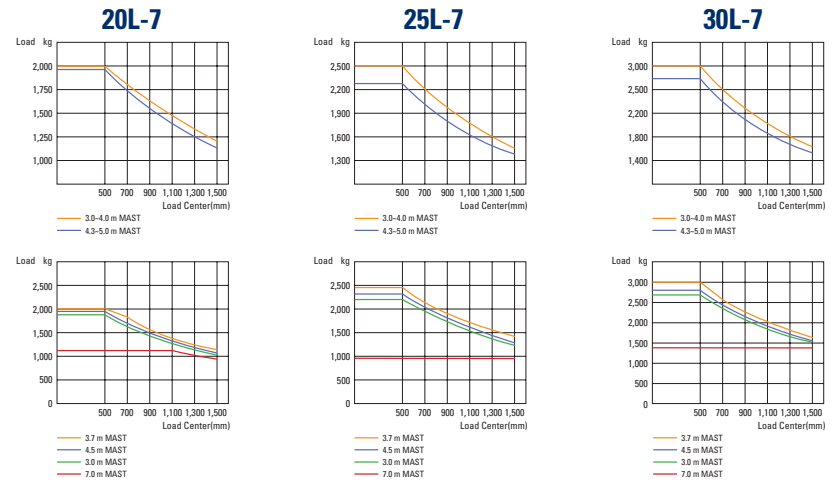 20L-7
Load kg
2,000
1,750
1,500
1,250
1,000
500 700 900 1,100 1,300 1,500
Load Center(mm)
3.0~4.0 m MAST
4.3~5.0 m MAST
25L-7
Load kg
2,500
2,200
1,900
1,600
1,300
500 700 900 1,100 1,300 1,500
Load Center(mm)
3.0~4.0 m MAST
4.3~5.0 m MAST
30L-7
Load kg
3,000
2,500
2,200
1,800
1,400
500 700 900 1,100 1,300 1,500
Load Center(mm)
3.0~4.0 m MAST
4.3~5.0 m MAST
Load kg
2,500
2,000
1,500
1,000
500
0
500 700 900 1,100 1,300 1,500
Load Center(mm)
3.7 m MAST
4.5 m MAST
3.0 m MAST
7.0 m MAST
Load kg
2,500
2,000
1,500
1,000
500
0
500 700 900 1,100 1,300 1,500
Load Center(mm)
3.7 m MAST
4.5 m MAST
3.0 m MAST
7.0 m MAST
Load kg
3,000
2,500
2,000
1,500
1,000
500
0
500 700 900 1,100 1,300 1,500
Load Center(mm)
3.7 m MAST
4.5 m MAST
3.0 m MAST
7.0 m MAST